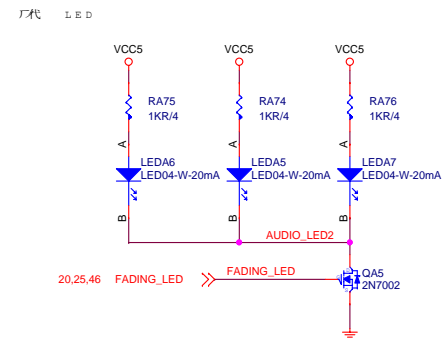 LED
VCC5 VCC5 VCC5
RA75 RA74 RA76
1KR/4 1KR/4 1KR/4
A A A
LEDA6 LEDA5 LEDA7
LED04-W-20mA LED04-W-20mA LED04-W-20mA
B B B
AUDIO_LED2
20,25,46 FADING_LED FADING_LED
QA5
2N7002